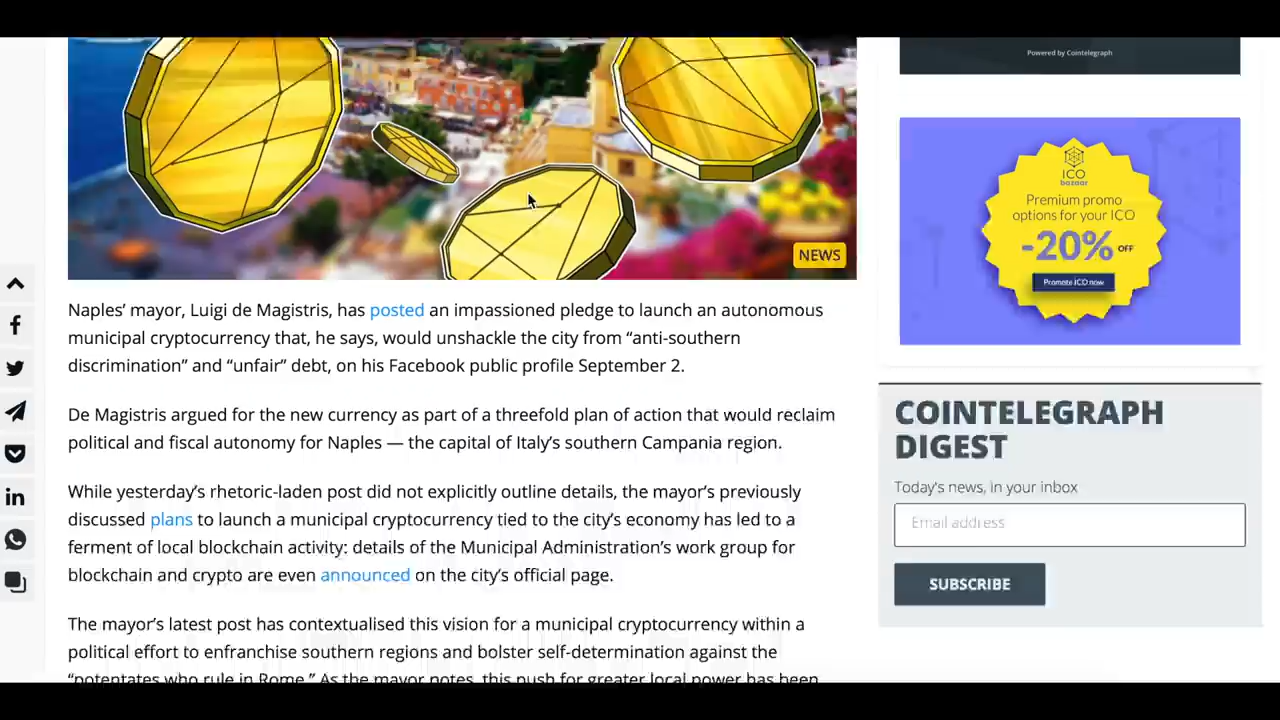 Powered by Cointelegraph
ICO
bazaar
Premium promo
options for your ICO
-20% OFF
Promote ICO now
NEWS
Naples’ mayor, Luigi de Magistris, has posted an impassioned pledge to launch an autonomous
municipal cryptocurrency that, he says, would unshackle the city from “anti-southern
discrimination” and “unfair” debt, on his Facebook public profile September 2.
De Magistris argued for the new currency as part of a threefold plan of action that would reclaim
political and fiscal autonomy for Naples — the capital of Italy’s southern Campania region.
While yesterday’s rhetoric-laden post did not explicitly outline details, the mayor’s previously
discussed plans to launch a municipal cryptocurrency tied to the city’s economy has led to a
ferment of local blockchain activity: details of the Municipal Administration’s work group for
blockchain and crypto are even announced on the city’s official page.
The mayor’s latest post has contextualised this vision for a municipal cryptocurrency within a
political effort to enfranchise southern regions and bolster self-determination against the
“potentates who rule in Rome.” As the mayor notes, this push for greater local power has been
COINTELEGRAPH
DIGEST
Today's news, in your inbox
Email address
SUBSCRIBE